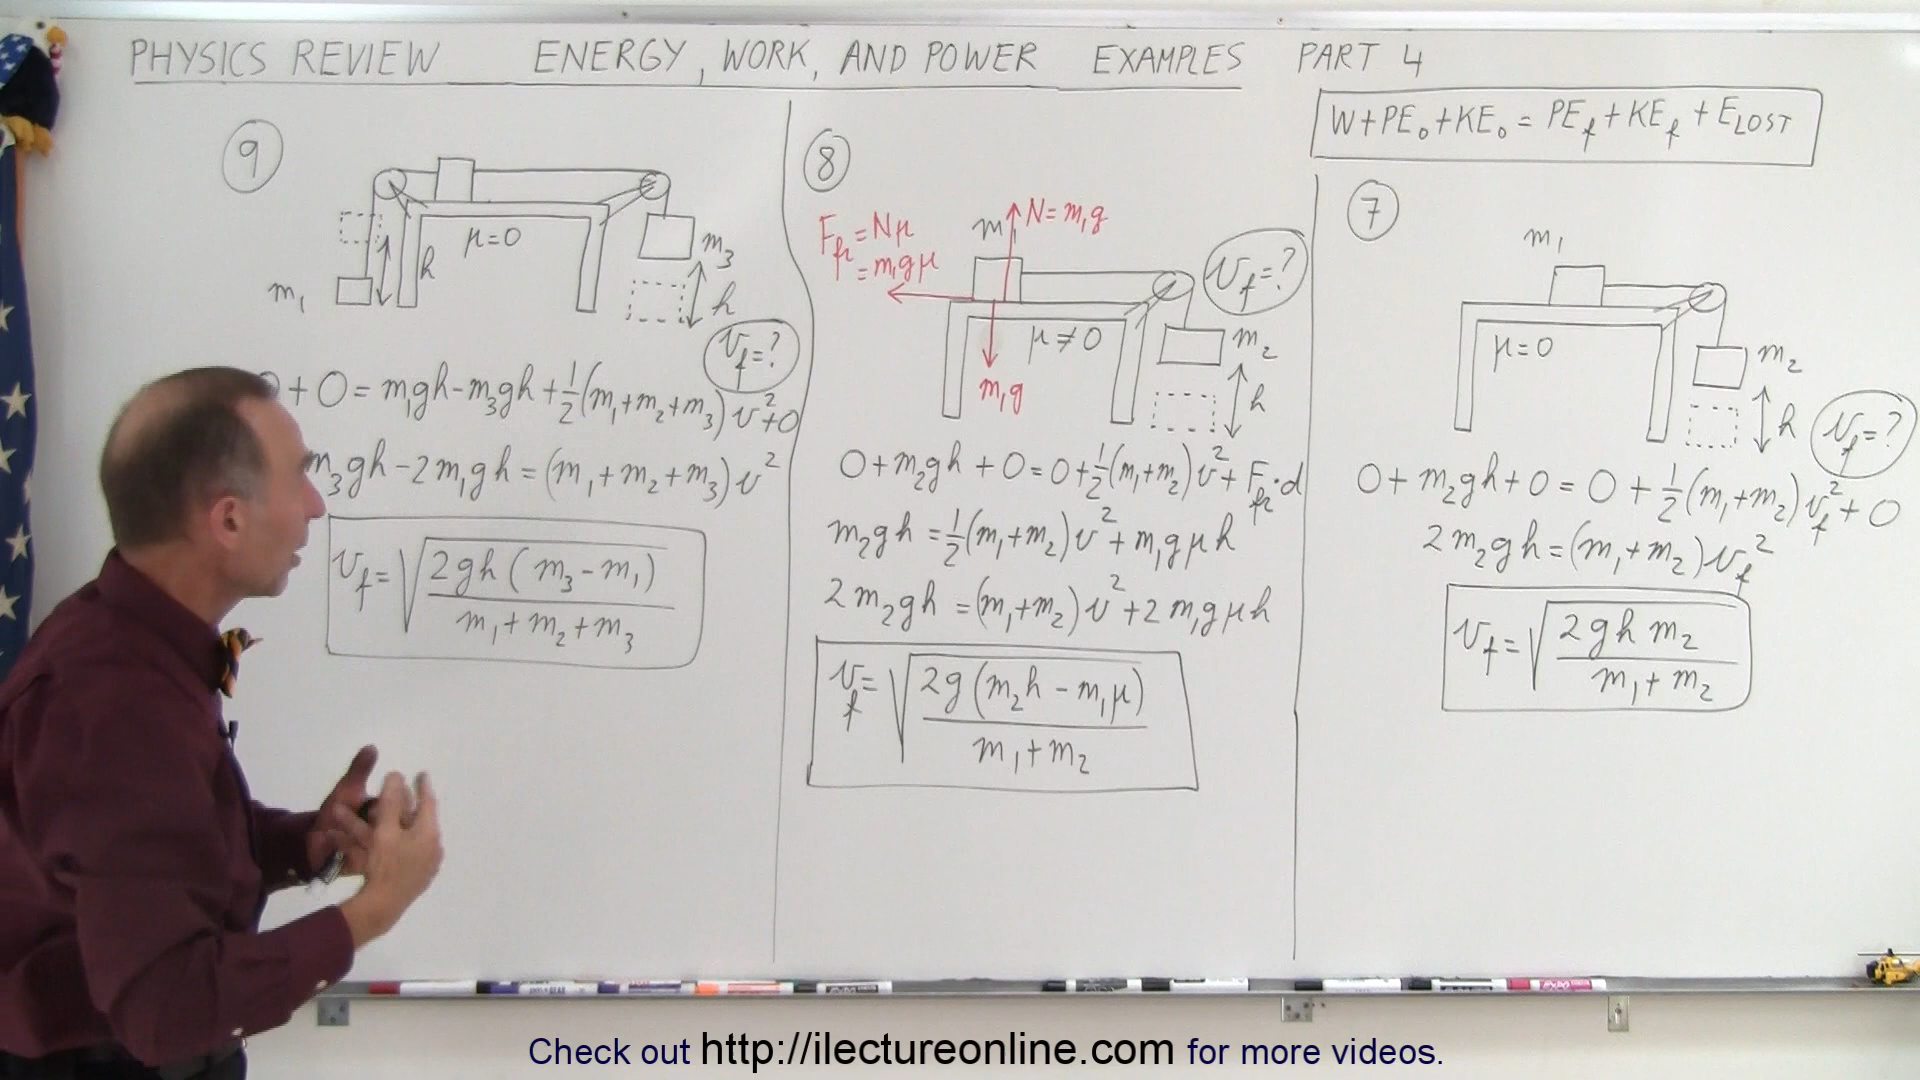 PHYSICS REVIEW ENERGY, WORK, AND POWER EXAMPLES PART 4
W+PE₀+KE₀ = PE_f+KE_f+E_LOST
9
μ=0
h
m₁
m₃
h
v_f=?
+0 = m₁gh-m₃gh+½(m₁+m₂+m₃)v²+0
m₃gh-2m₁gh=(m₁+m₂+m₃)v²
v_f=√(2gh(m₃-m₁)/(m₁+m₂+m₃))
8
F_fr=Nμ
=m₁gμ
m₁
N=m₁g
v_f=?
μ≠0
m₂
m₁g
h
0+m₂gh+0=0+½(m₁+m₂)v²+F_fr·d
m₂gh=½(m₁+m₂)v²+m₁gμh
2m₂gh=(m₁+m₂)v²+2m₁gμh
v_f=√(2g(m₂h-m₁μ)/(m₁+m₂))
7
m₁
μ=0
m₂
h
v_f=?
0+m₂gh+0=0+½(m₁+m₂)v_f²+0
2m₂gh=(m₁+m₂)v_f²
v_f=√(2ghm₂/(m₁+m₂))
Check out http://ilectureonline.com for more videos.